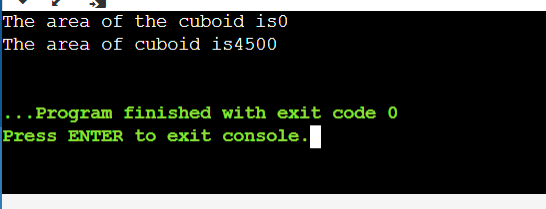 The area of the cuboid is0
The area of cuboid is4500
...Program finished with exit code 0
Press ENTER to exit console.